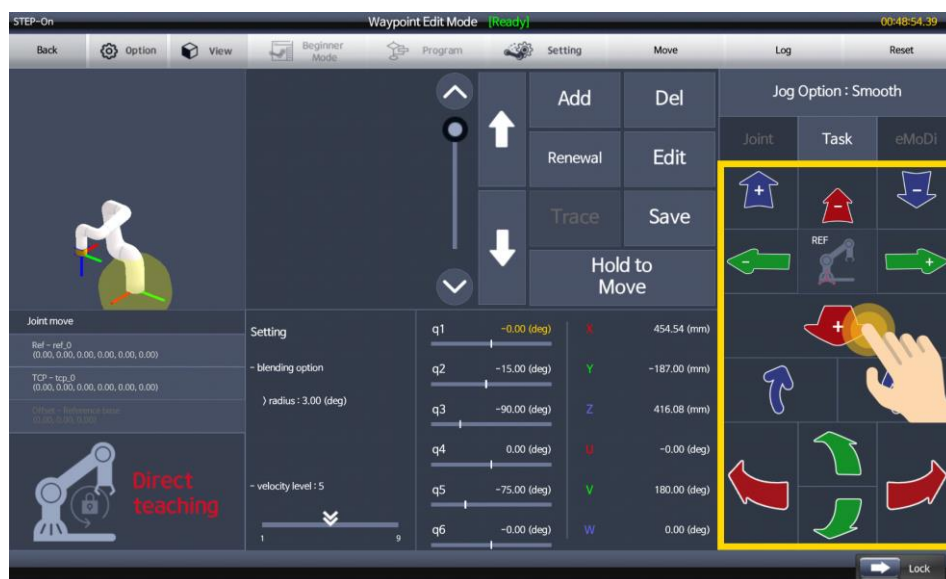 STEP-On
Waypoint Edit Mode [Ready]
00:48:54.39
Back
Option
View
Beginner Mode
Program
Setting
Move
Log
Reset
Add
Del
Renewal
Edit
Trace
Save
Hold to
Move
Jog Option : Smooth
Joint
Task
eMoDi
+
-
-
-
REF
+
+
Joint move
Ref - ref_0
(0.00, 0.00, 0.00, 0.00, 0.00, 0.00)
TCP - tcp_0
(0.00, 0.00, 0.00, 0.00, 0.00, 0.00)
Direct
teaching
Setting
- blending option
) radius : 3.00 (deg)
- velocity level : 5
1
9
q1 -0.00 (deg) X 454.54 (mm)
q2 -15.00 (deg) Y -187.00 (mm)
q3 -90.00 (deg) Z 416.08 (mm)
q4 0.00 (deg) U -0.00 (deg)
q5 -75.00 (deg) V 180.00 (deg)
q6 -0.00 (deg) W 0.00 (deg)
Lock